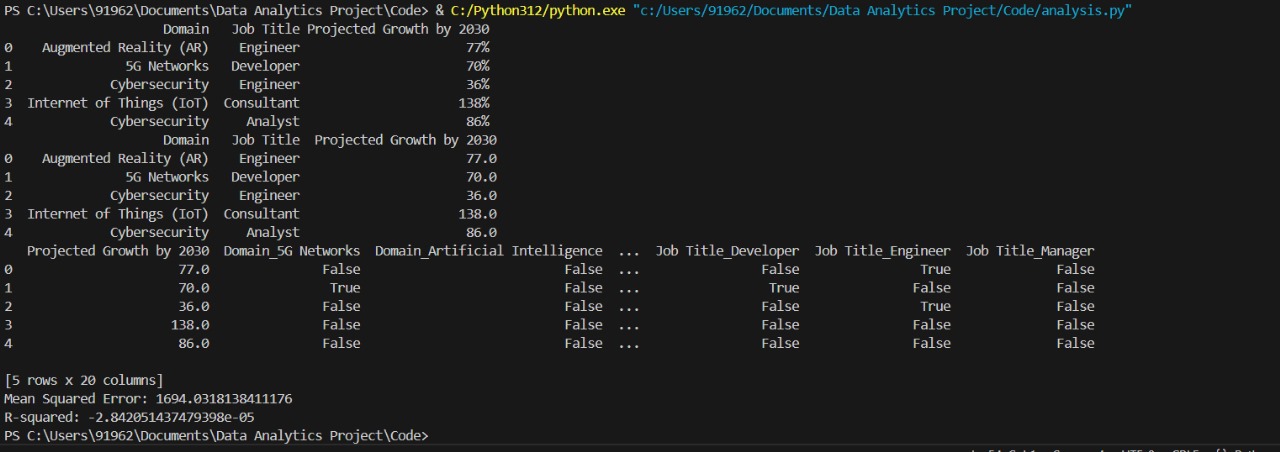 PS C:\Users\91962\Documents\Data Analytics Project\Code> & C:/Python312/python.exe "c:/Users/91962/Documents/Data Analytics Project/Code/analysis.py"
Domain Job Title Projected Growth by 2030
0 Augmented Reality (AR) Engineer 77%
1 5G Networks Developer 70%
2 Cybersecurity Engineer 36%
3 Internet of Things (IoT) Consultant 138%
4 Cybersecurity Analyst 86%
Domain Job Title Projected Growth by 2030
0 Augmented Reality (AR) Engineer 77.0
1 5G Networks Developer 70.0
2 Cybersecurity Engineer 36.0
3 Internet of Things (IoT) Consultant 138.0
4 Cybersecurity Analyst 86.0
Projected Growth by 2030 Domain_5G Networks Domain_Artificial Intelligence ... Job Title_Developer Job Title_Engineer Job Title_Manager
0 77.0 False False ... False True False
1 70.0 True False ... True False False
2 36.0 False False ... False True False
3 138.0 False False ... False False False
4 86.0 False False ... False False False
[5 rows x 20 columns]
Mean Squared Error: 1694.0318138411176
R-squared: -2.842051437479398e-05
PS C:\Users\91962\Documents\Data Analytics Project\Code>